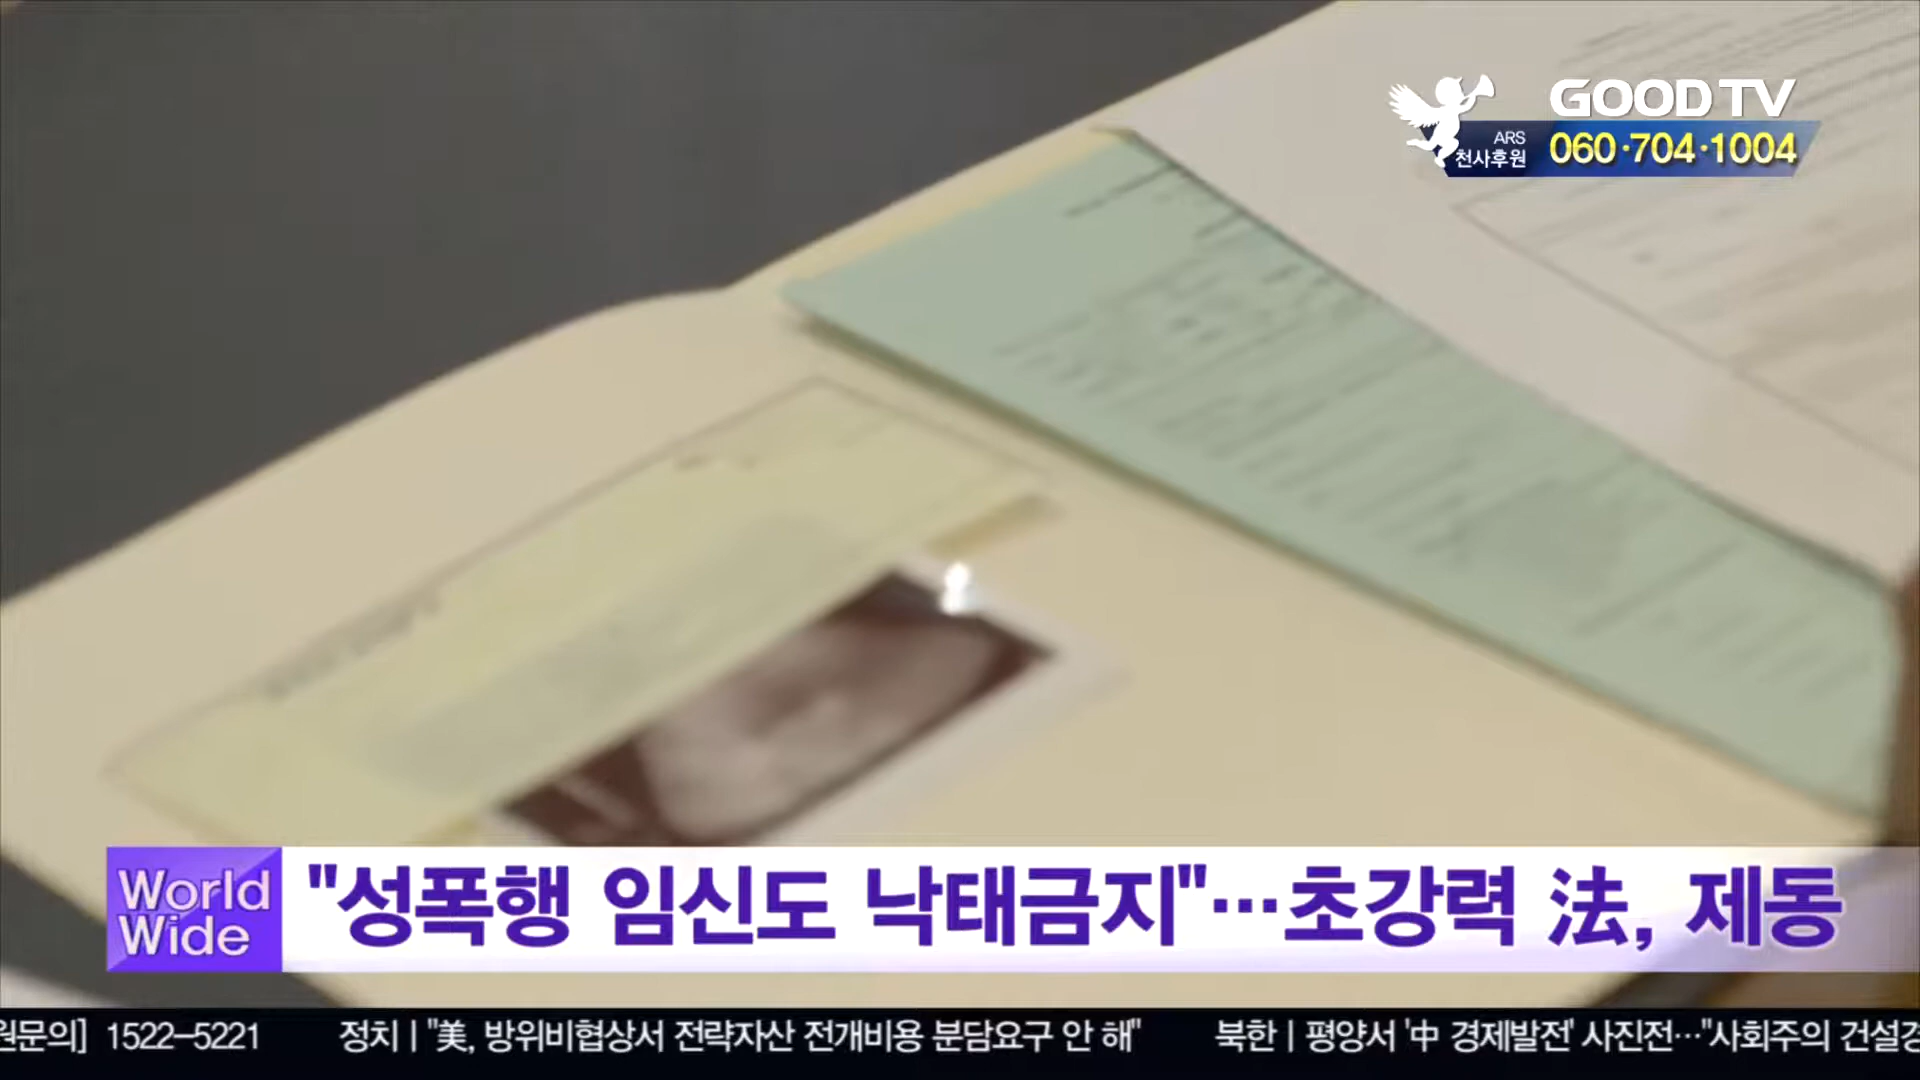 GOODTV
ARS
천사후원
060·704·1004
World
Wide
"성폭행 임신도 낙태금지"…초강력 法, 제동
원문의] 1522–5221 정치 | "美, 방위비협상서 전략자산 전개비용 분담요구 안 해" 북한 | 평양서 '中 경제발전' 사진전…"사회주의 건설경